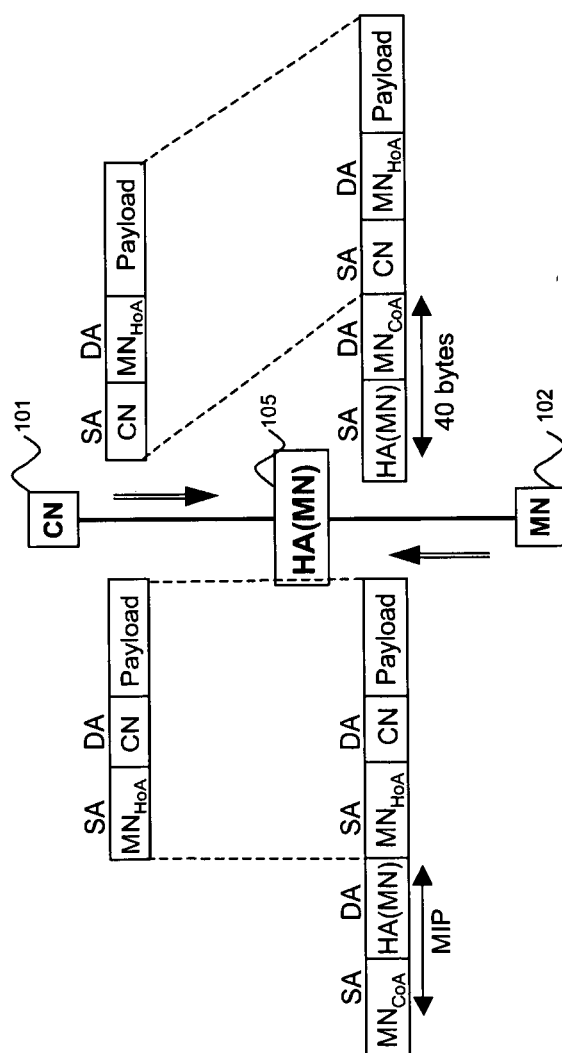 CN
101
SA DA
MN_HoA CN Payload
SA DA
CN MN_HoA Payload
HA(MN)
105
SA DA SA DA
MN_CoA HA(MN) MN_HoA CN Payload
MIP
SA DA SA DA
HA(MN) MN_CoA CN MN_HoA Payload
40 bytes
MN
102